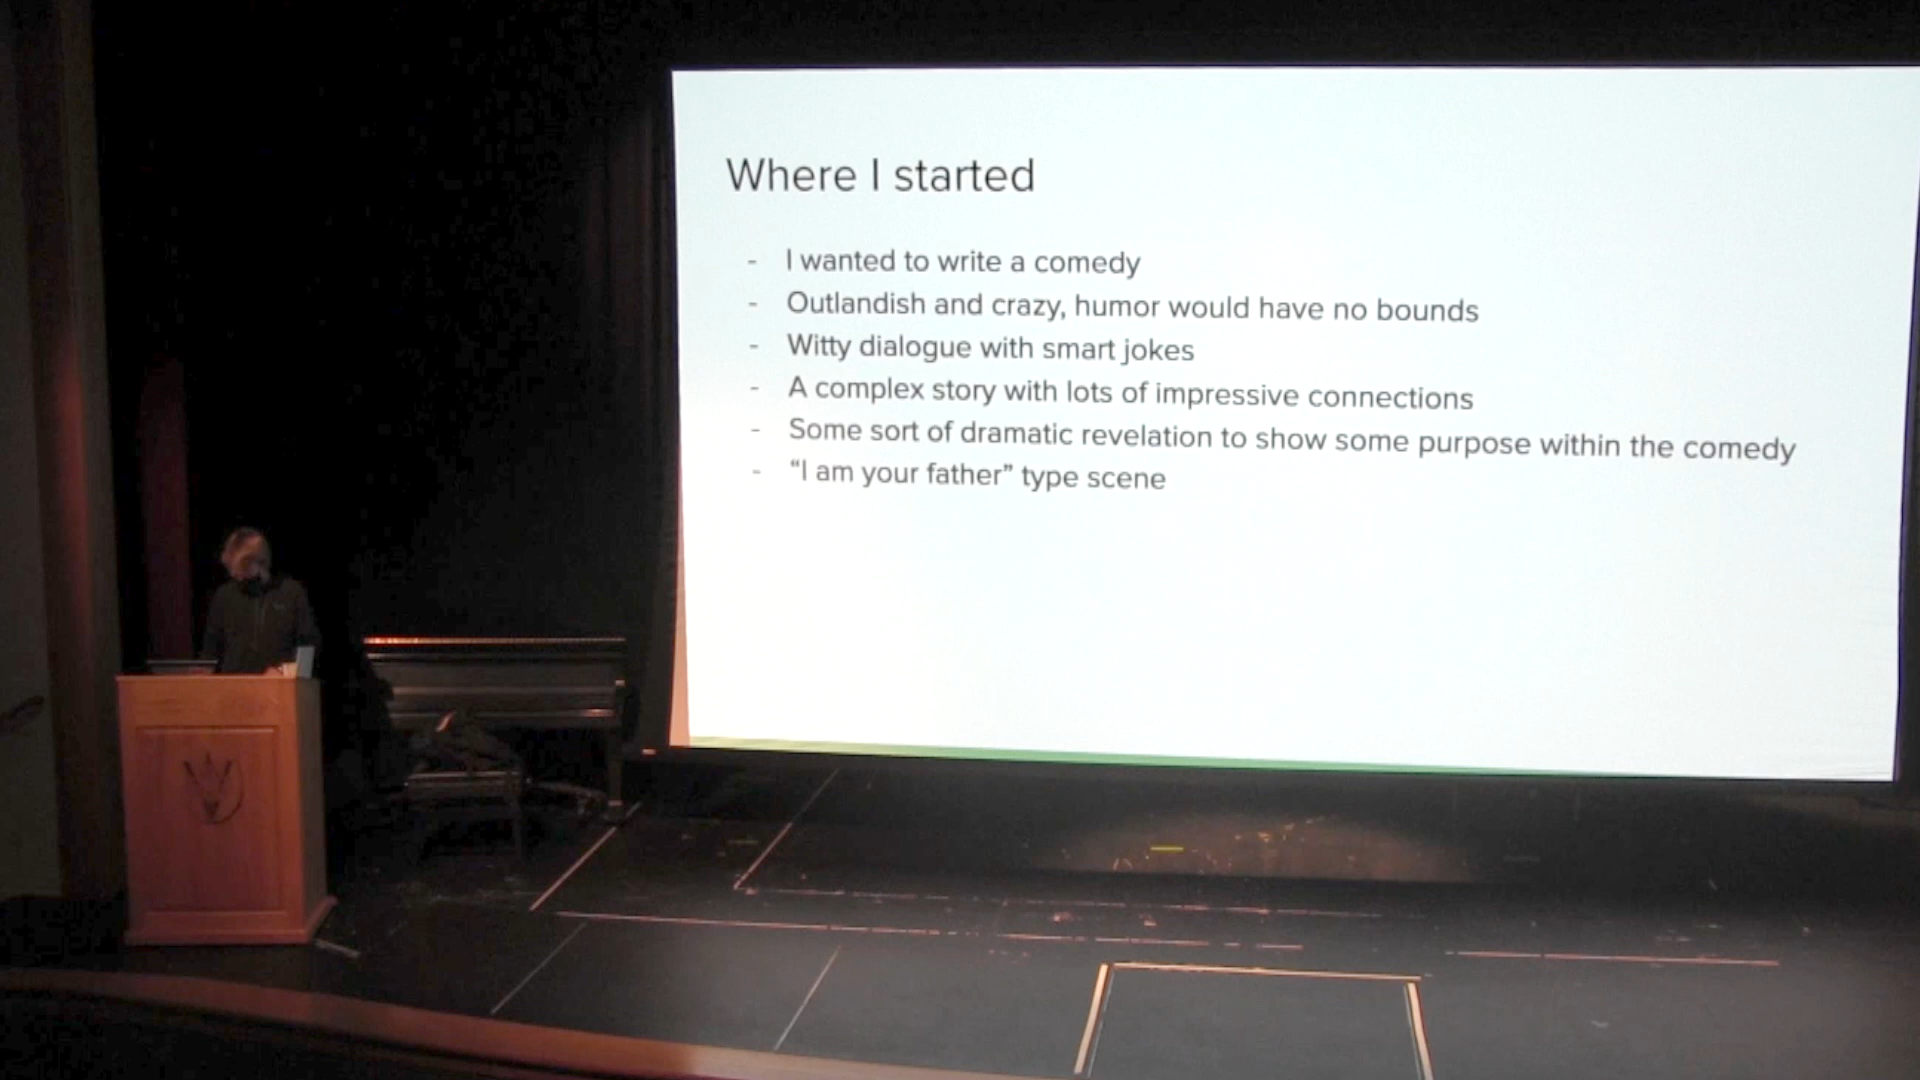 Where I started
- I wanted to write a comedy
- Outlandish and crazy, humor would have no bounds
- Witty dialogue with smart jokes
- A complex story with lots of impressive connections
- Some sort of dramatic revelation to show some purpose within the comedy
- “I am your father” type scene